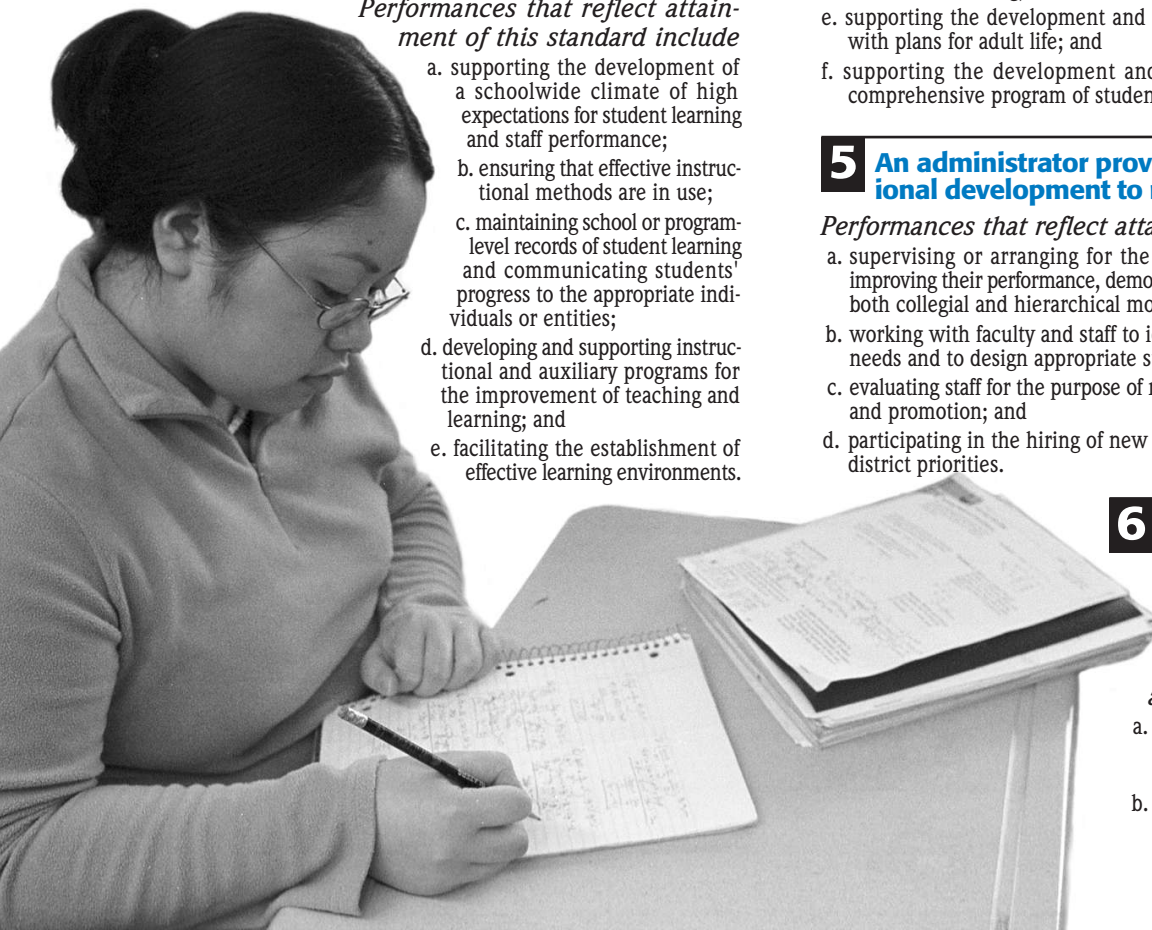 Performances that reflect attain-
ment of this standard include
a. supporting the development of
a schoolwide climate of high
expectations for student learning
and staff performance;
b. ensuring that effective instruc-
tional methods are in use;
c. maintaining school or program-
level records of student learning
and communicating students'
progress to the appropriate indi-
viduals or entities;
d. developing and supporting instruc-
tional and auxiliary programs for
the improvement of teaching and
learning; and
e. facilitating the establishment of
effective learning environments.
e. supporting the development and
with plans for adult life; and
f. supporting the development and
comprehensive program of studen
5 An administrator prov
ional development to
Performances that reflect atta
a. supervising or arranging for the
improving their performance, demo
both collegial and hierarchical mo
b. working with faculty and staff to i
needs and to design appropriate s
c. evaluating staff for the purpose of
and promotion; and
d. participating in the hiring of new
district priorities.
6
a.
b.